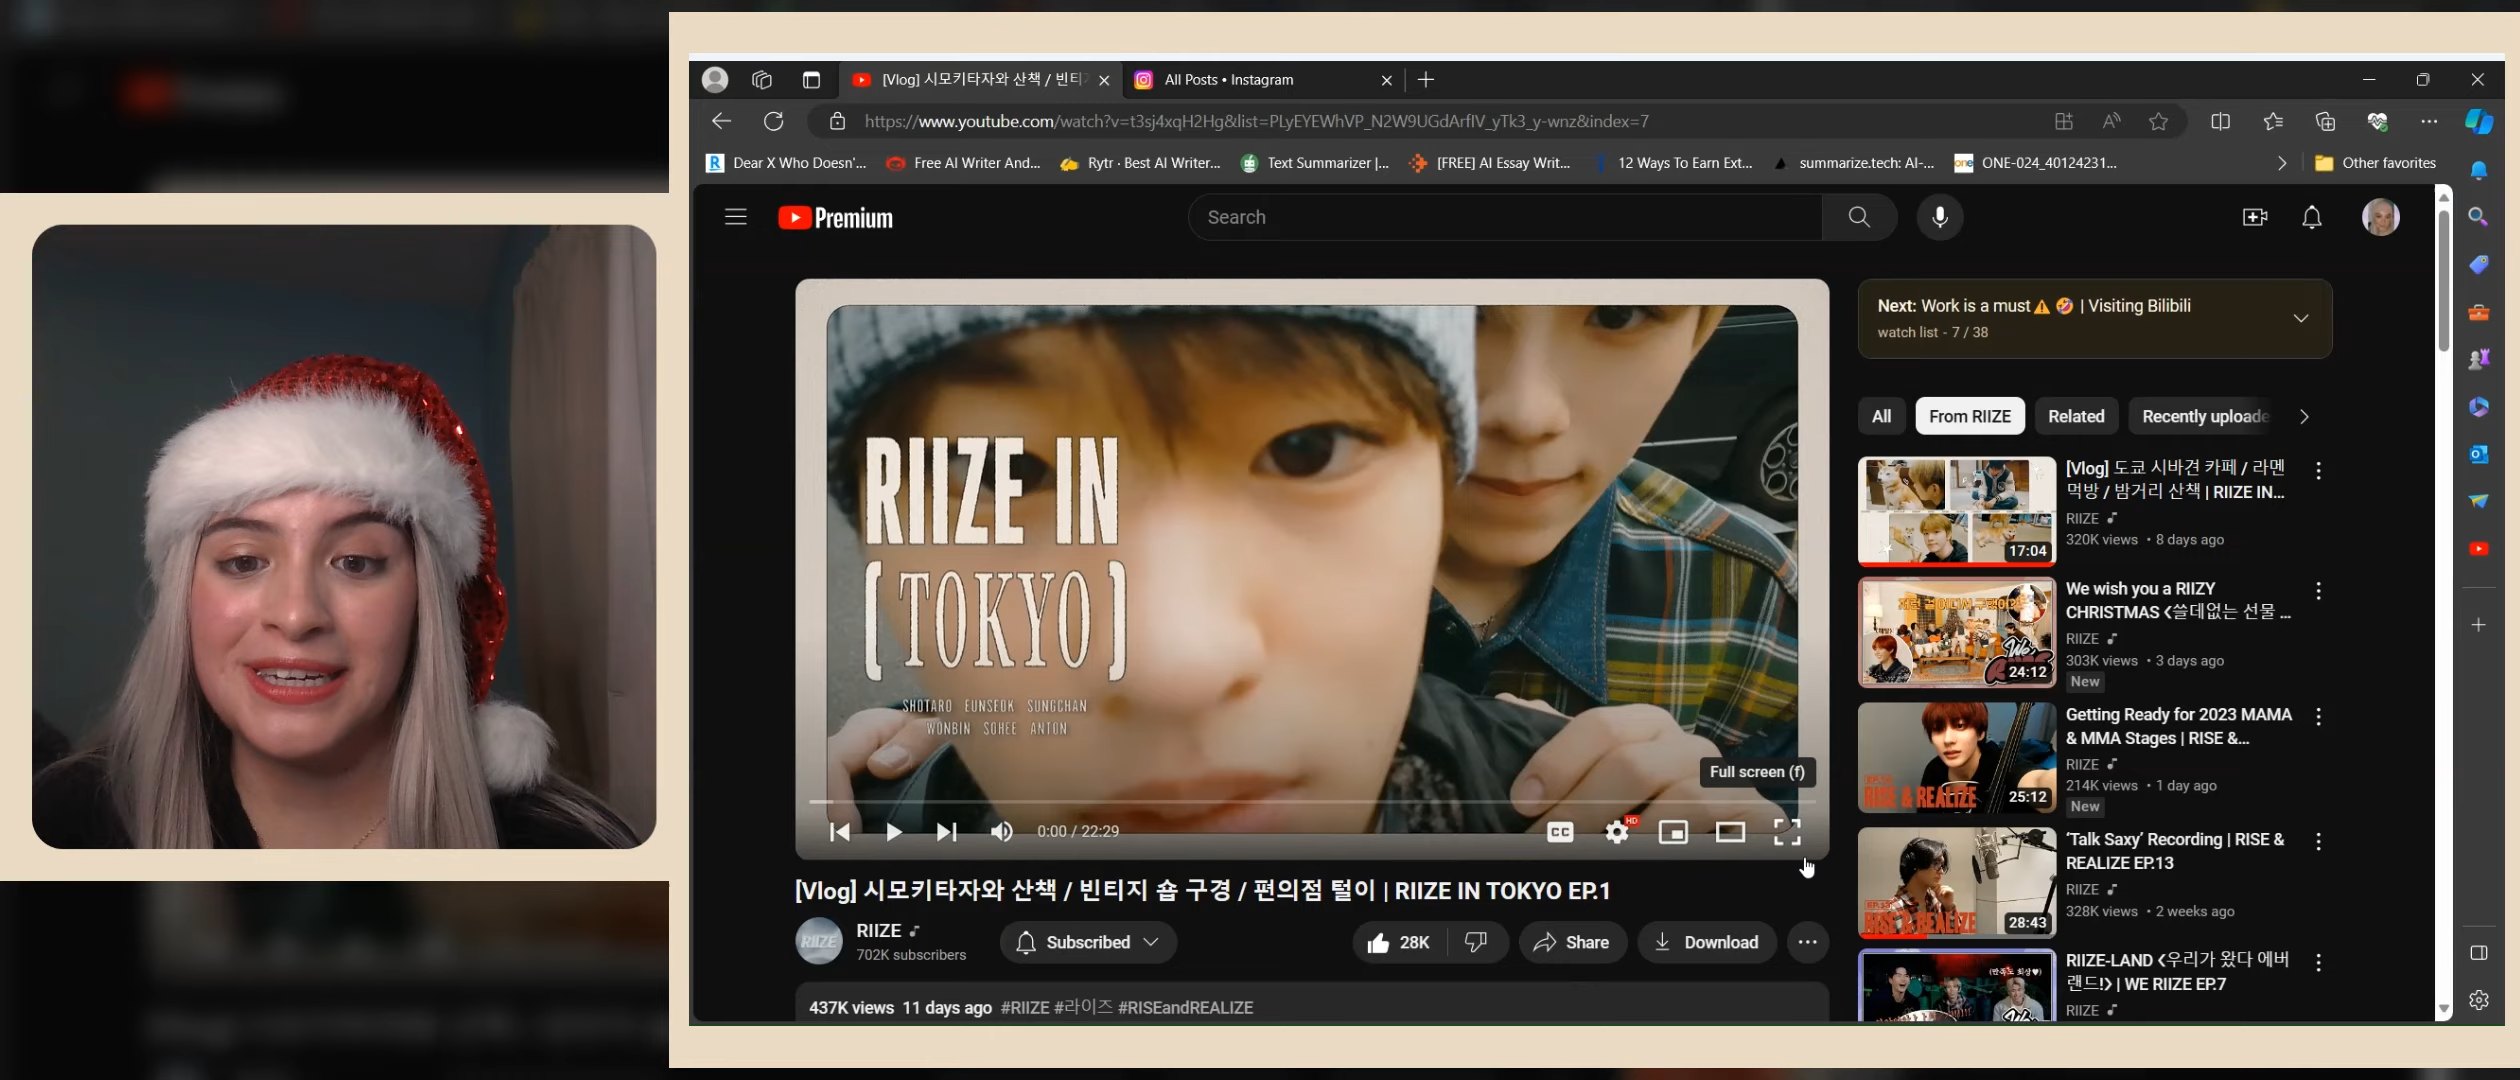 [Vlog] 시모키타자와 산책 / 빈티
All Posts • Instagram
https://www.youtube.com/watch?v=t3sj4xqH2Hg&list=PLyEYEWhVP_N2W9UGdArfIV_yTk3_y-wnz&index=7
Dear X Who Doesn'...
Free AI Writer And...
Rytr · Best AI Writer...
Text Summarizer |...
[FREE] AI Essay Writ...
12 Ways To Earn Ext...
summarize.tech: AI-...
one
ONE-024_40124231...
Other favorites
Premium
Search
RIIZE IN
[TOKYO]
SHOTARO EUNSEOK SUNGCHAN
WONBIN SOHEE ANTON
Full screen (f)
0:00 / 22:29
CC
HD
[Vlog] 시모키타자와 산책 / 빈티지 숍 구경 / 편의점 털이 | RIIZE IN TOKYO EP.1
RIIZE
RIIZE
702K subscribers
Subscribed
28K
Share
Download
437K views 11 days ago #RIIZE #라이즈 #RISEandREALIZE
Next: Work is a must⚠️🤣 | Visiting Bilibili
watch list - 7 / 38
All
From RIIZE
Related
Recently uploade
17:04
[Vlog] 도쿄 시바견 카페 / 라멘
먹방 / 밤거리 산책 | RIIZE IN...
RIIZE
320K views • 8 days ago
24:12
We wish you a RIIZY
CHRISTMAS <쓸데없는 선물 ...
RIIZE
303K views • 3 days ago
New
RISE & REALIZE
25:12
Getting Ready for 2023 MAMA
& MMA Stages | RISE &...
RIIZE
214K views • 1 day ago
New
RISE & REALIZE
28:43
'Talk Saxy' Recording | RISE &
REALIZE EP.13
RIIZE
328K views • 2 weeks ago
RIIZE-LAND <우리가 왔다 에버
랜드!> | WE RIIZE EP.7
RIIZE